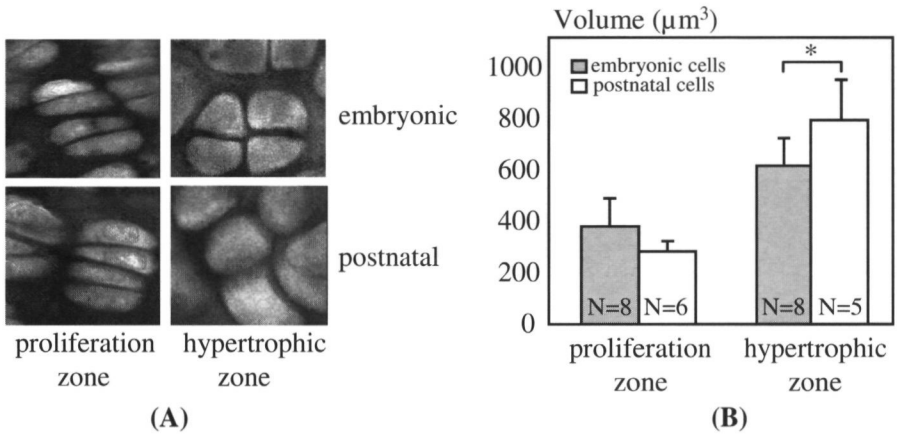 embryonic
postnatal
proliferation
zone
hypertrophic
zone
(A)
Volume (µm³)
1000
800
600
400
200
0
embryonic cells
postnatal cells
*
N=8
N=6
N=8
N=5
proliferation
zone
hypertrophic
zone
(B)